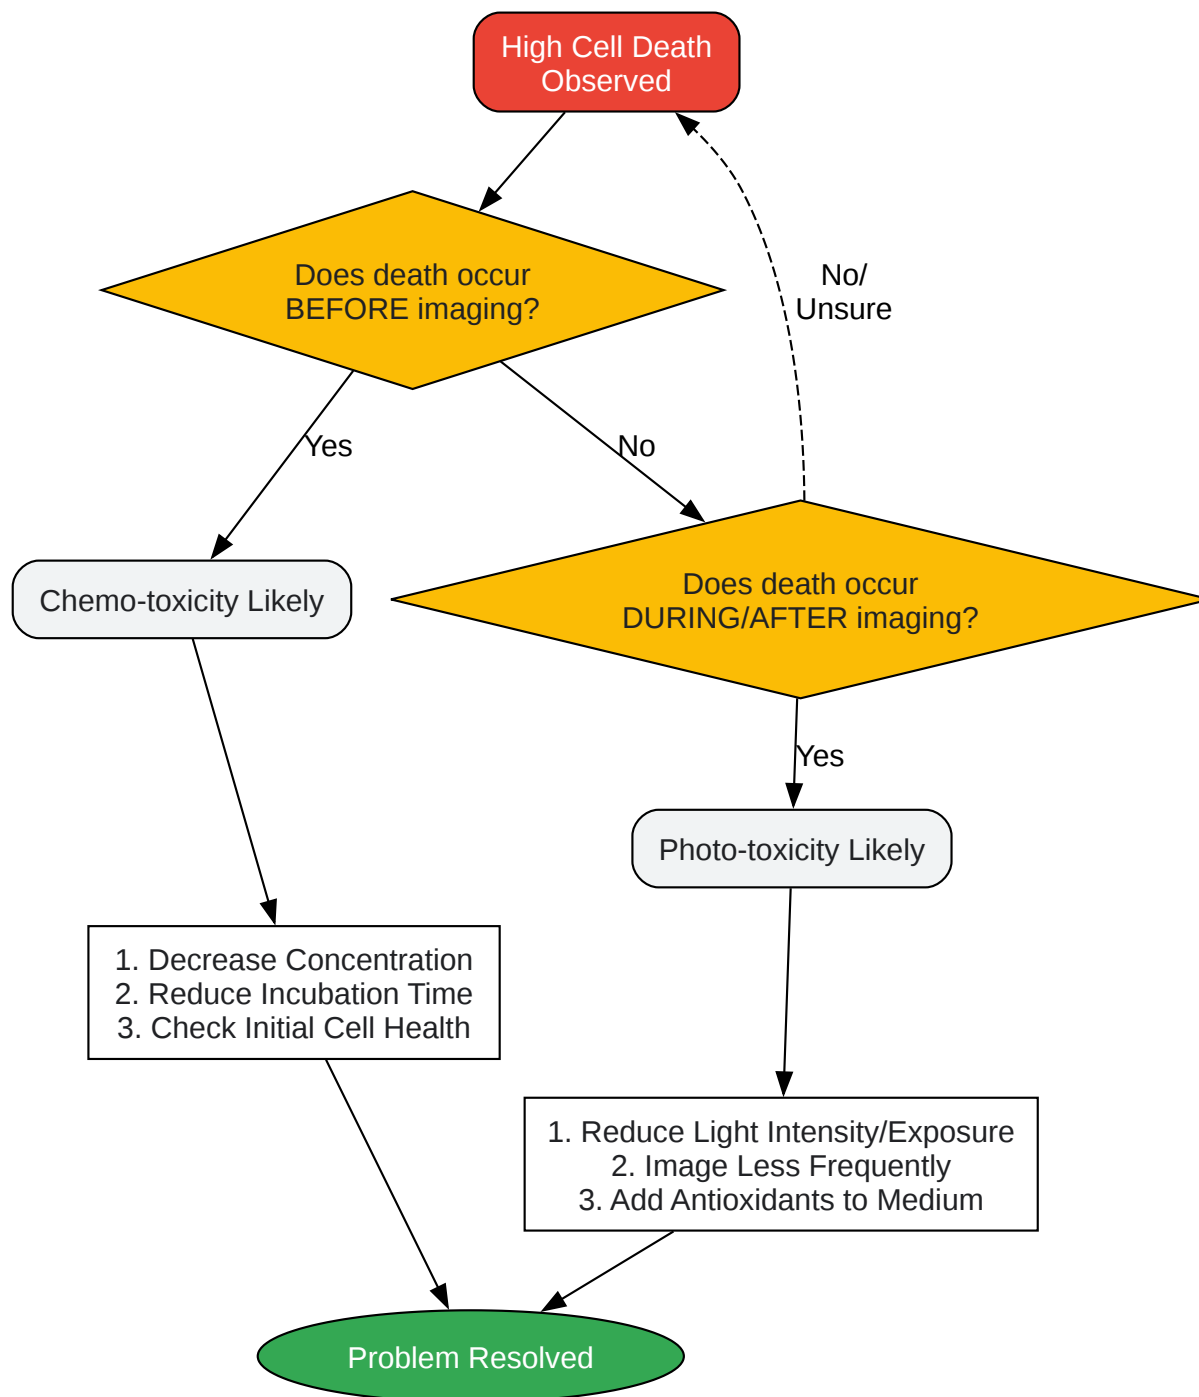 High Cell Death
Observed
Does death occur
BEFORE imaging?
No/
Unsure
Yes
No
Chemo-toxicity Likely
Does death occur
DURING/AFTER imaging?
Yes
Photo-toxicity Likely
1. Decrease Concentration
2. Reduce Incubation Time
3. Check Initial Cell Health
1. Reduce Light Intensity/Exposure
2. Image Less Frequently
3. Add Antioxidants to Medium
Problem Resolved